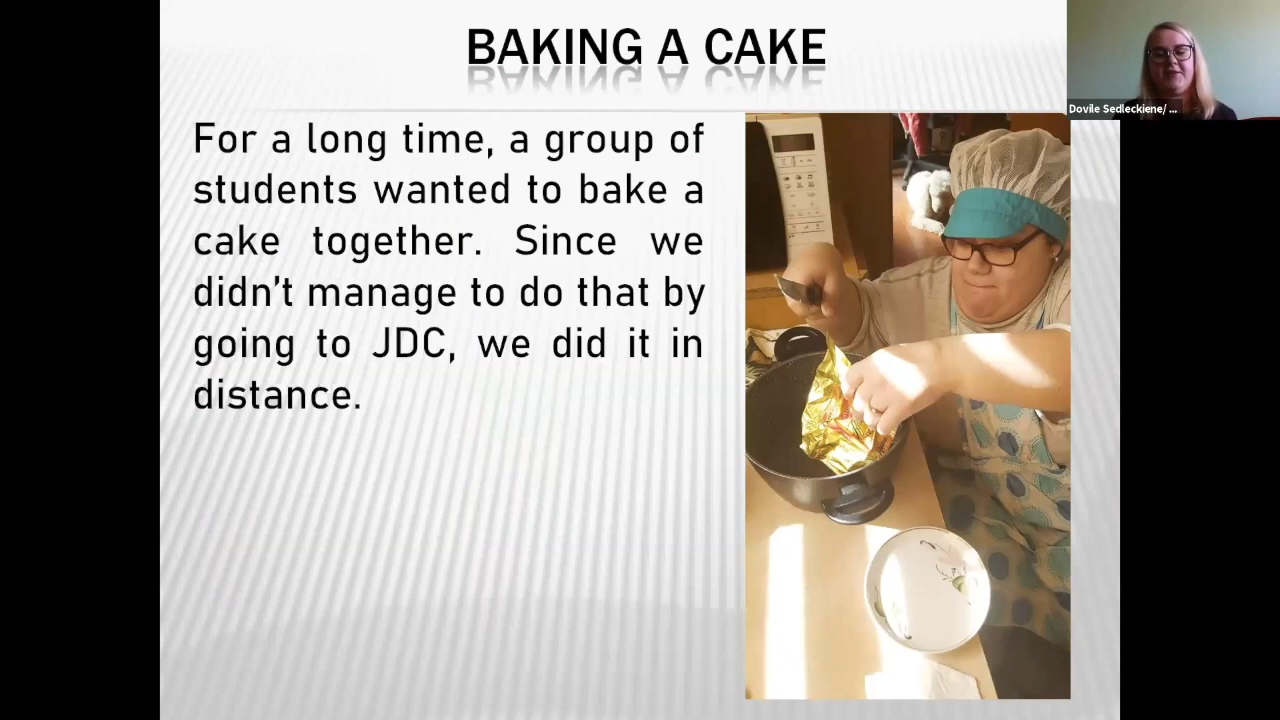 BAKING A CAKE
Dovile Sedleckiene/ ...
For a long time, a group of
students wanted to bake a
cake together. Since we
didn't manage to do that by
going to JDC, we did it in
distance.